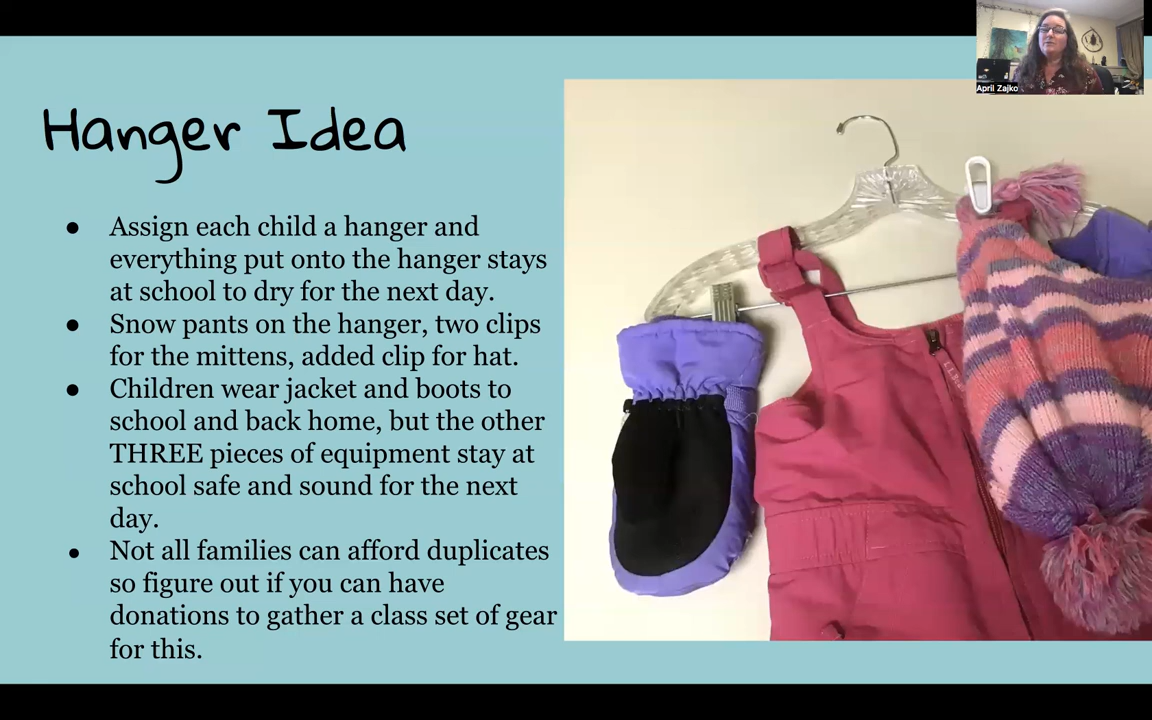 April Zajko
Hanger Idea
● Assign each child a hanger and
everything put onto the hanger stays
at school to dry for the next day.
● Snow pants on the hanger, two clips
for the mittens, added clip for hat.
● Children wear jacket and boots to
school and back home, but the other
THREE pieces of equipment stay at
school safe and sound for the next
day.
● Not all families can afford duplicates
so figure out if you can have
donations to gather a class set of gear
for this.